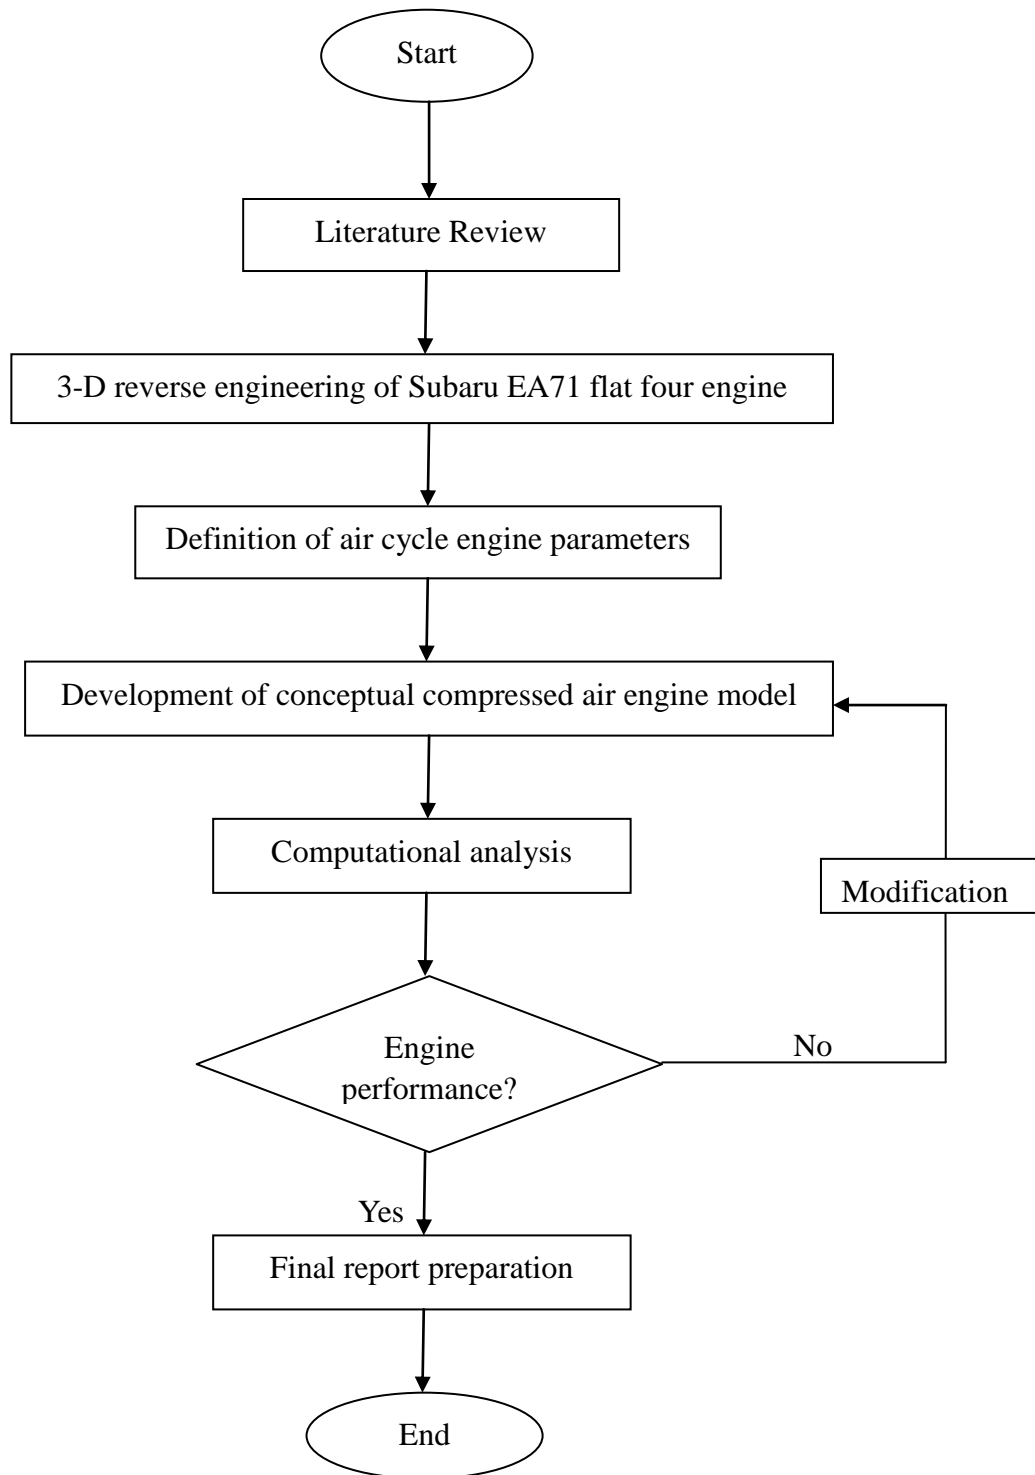 Start
Literature Review
3-D reverse engineering of Subaru EA71 flat four engine
Definition of air cycle engine parameters
Development of conceptual compressed air engine model
Computational analysis
Modification
Engine
performance?
No
Yes
Final report preparation
End